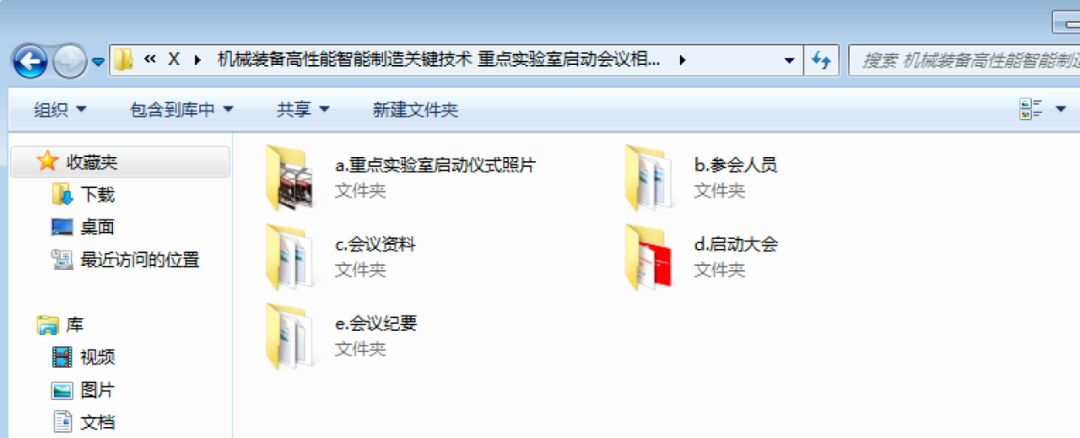 « X ▸ 机械装备高性能智能制造关键技术 重点实验室启动会议相... ▸
搜索 机械装备高性能智能制造
组织 包含到库中 共享 新建文件夹
收藏夹
下载
桌面
最近访问的位置
库
视频
图片
文档
a.重点实验室启动仪式照片
文件夹
b.参会人员
文件夹
c.会议资料
文件夹
d.启动大会
文件夹
e.会议纪要
文件夹